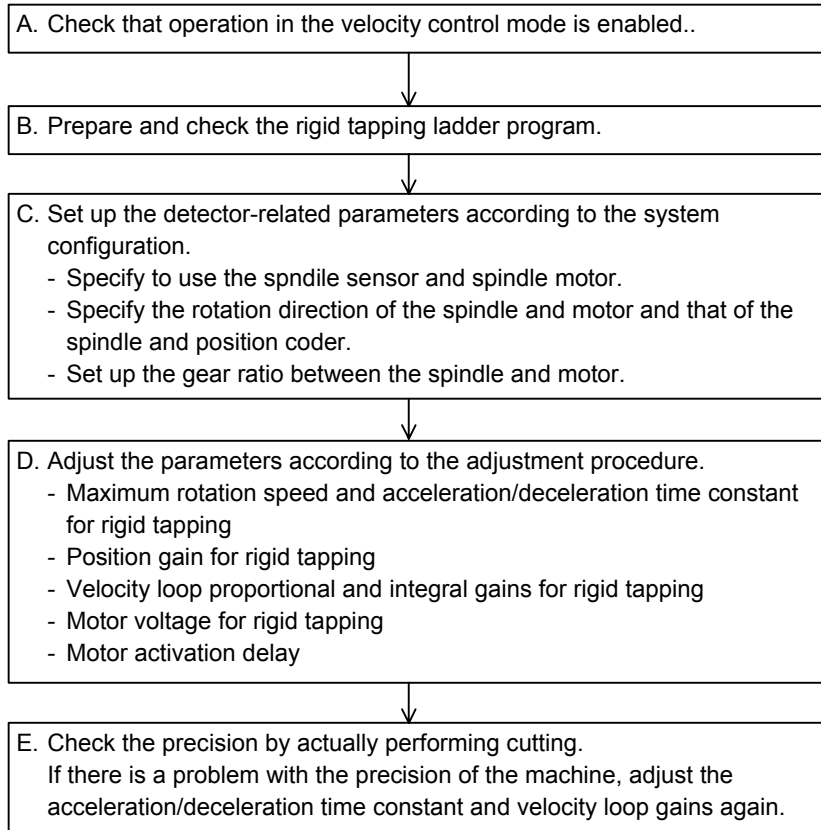 A. Check that operation in the velocity control mode is enabled..
B. Prepare and check the rigid tapping ladder program.
C. Set up the detector-related parameters according to the system
configuration.
- Specify to use the spndile sensor and spindle motor.
- Specify the rotation direction of the spindle and motor and that of the
spindle and position coder.
- Set up the gear ratio between the spindle and motor.
D. Adjust the parameters according to the adjustment procedure.
- Maximum rotation speed and acceleration/deceleration time constant
for rigid tapping
- Position gain for rigid tapping
- Velocity loop proportional and integral gains for rigid tapping
- Motor voltage for rigid tapping
- Motor activation delay
E. Check the precision by actually performing cutting.
If there is a problem with the precision of the machine, adjust the
acceleration/deceleration time constant and velocity loop gains again.